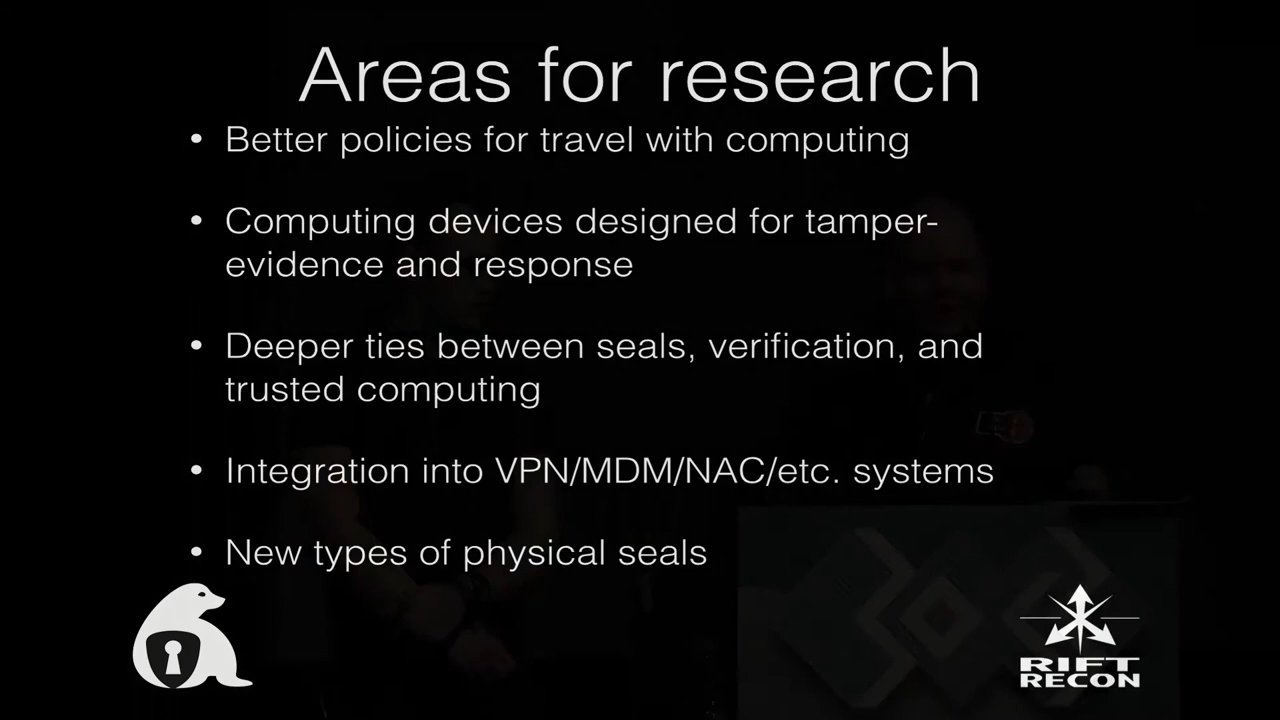 Areas for research
• Better policies for travel with computing
• Computing devices designed for tamper-
evidence and response
• Deeper ties between seals, verification, and
trusted computing
• Integration into VPN/MDM/NAC/etc. systems
• New types of physical seals
RIFT
RECON